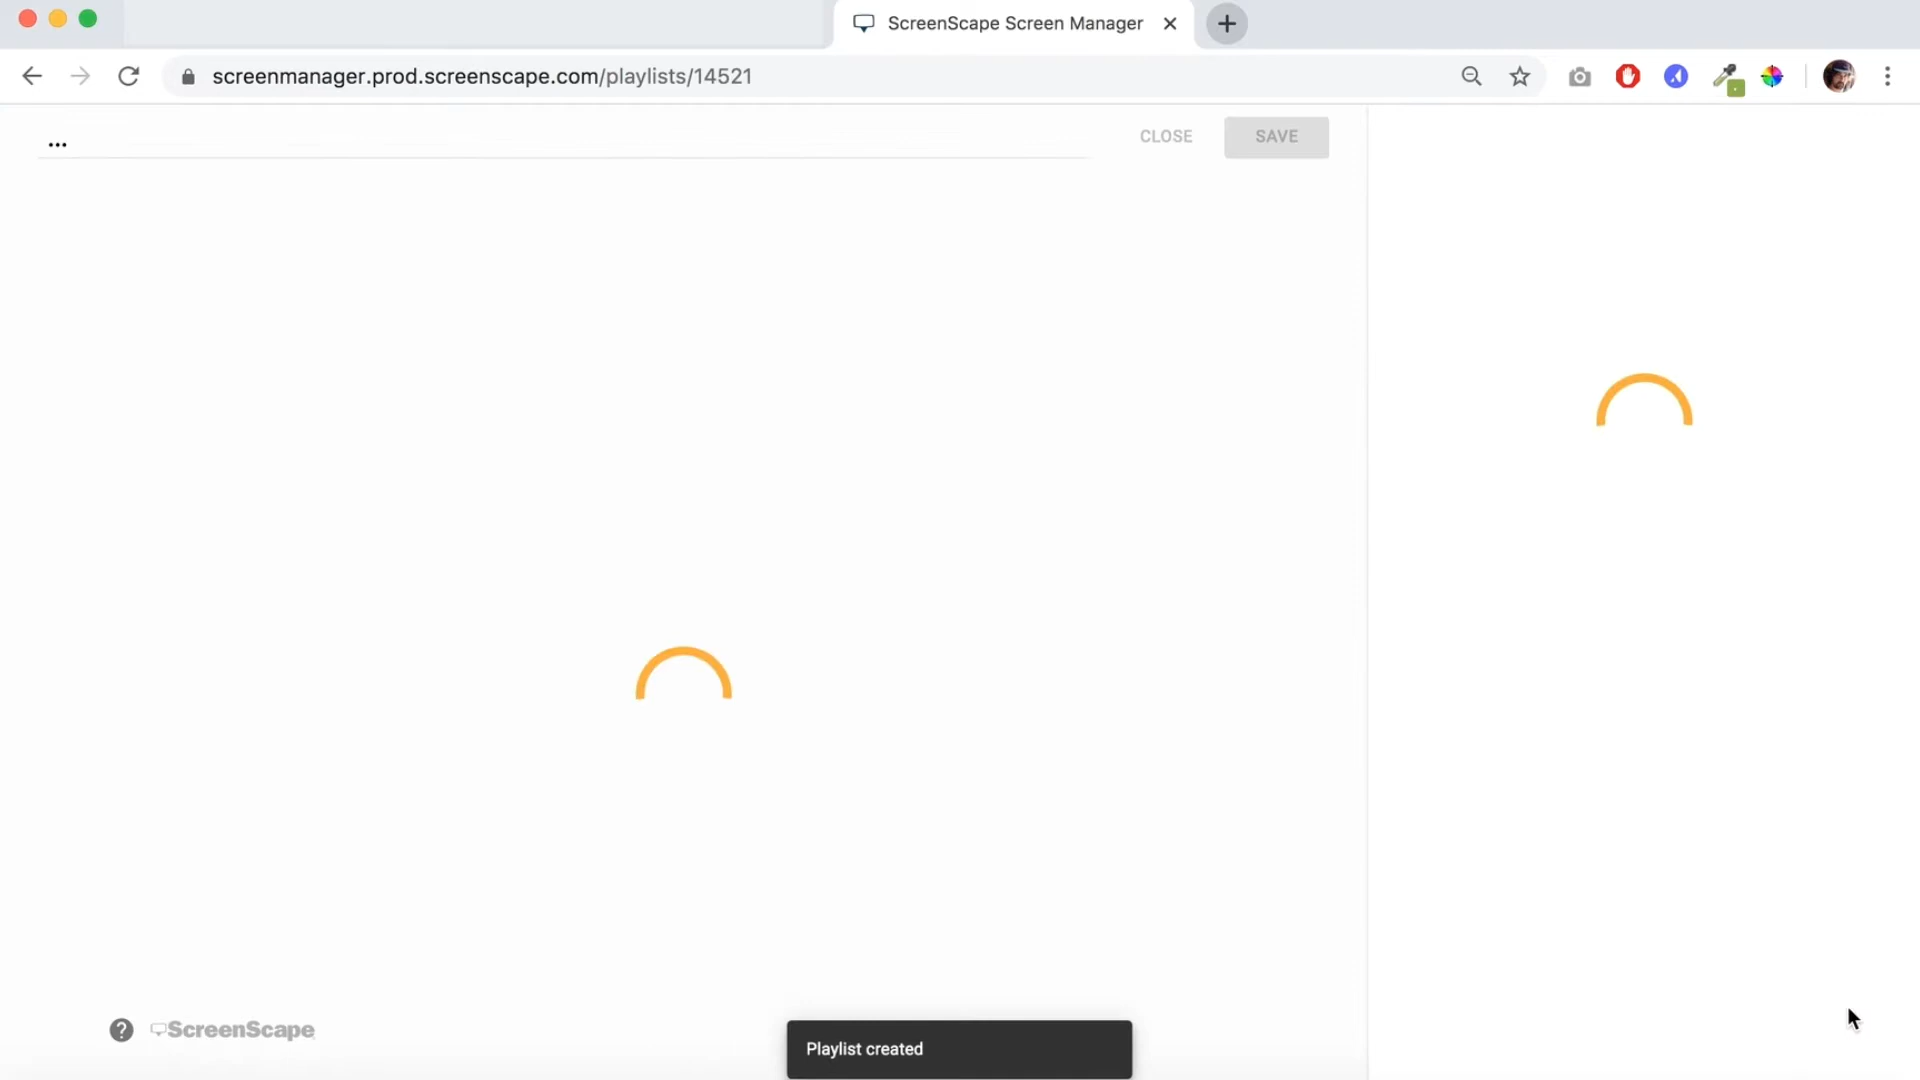 ScreenScape Screen Manager
screenmanager.prod.screenscape.com/playlists/14521
...
CLOSE
SAVE
ScreenScape
Playlist created